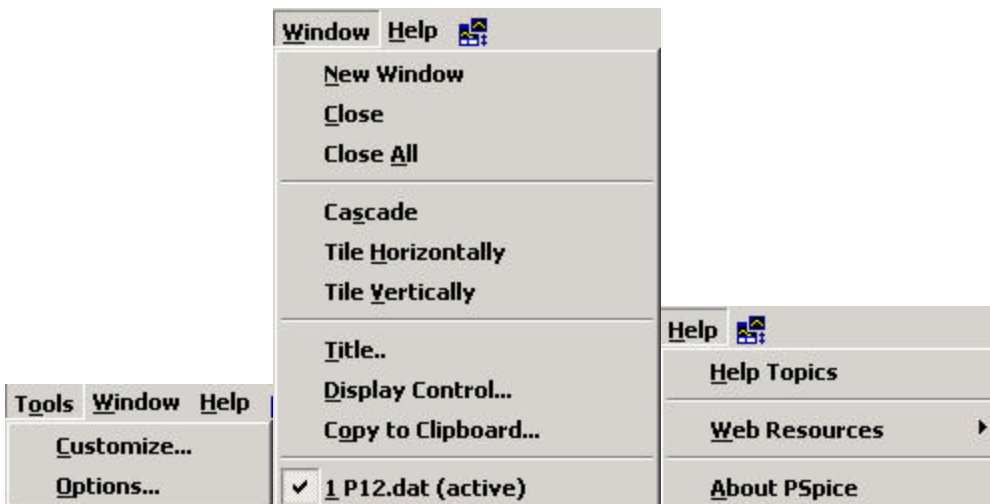 Tools Window Help
Customize...
Options...
Window Help
New Window
Close
Close All
Cascade
Tile Horizontally
Tile Vertically
Title..
Display Control...
Copy to Clipboard...
1 P12.dat (active)
Help
Help Topics
Web Resources
About PSpice